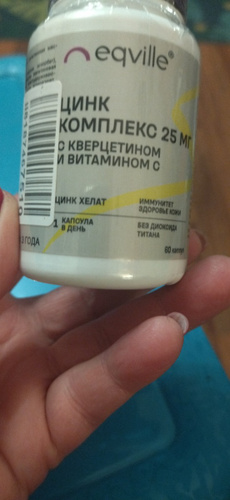 eqville®
ЦИНК
КОМПЛЕКС 25 МГ
С КВЕРЦЕТИНОМ
И ВИТАМИНОМ С
ЦИНК ХЕЛАТ
ИММУНИТЕТ
ЗДОРОВЬЕ КОЖИ
1 КАПСУЛА
В ДЕНЬ
БЕЗ ДИОКСИДА
ТИТАНА
ГОДА
60 капсул